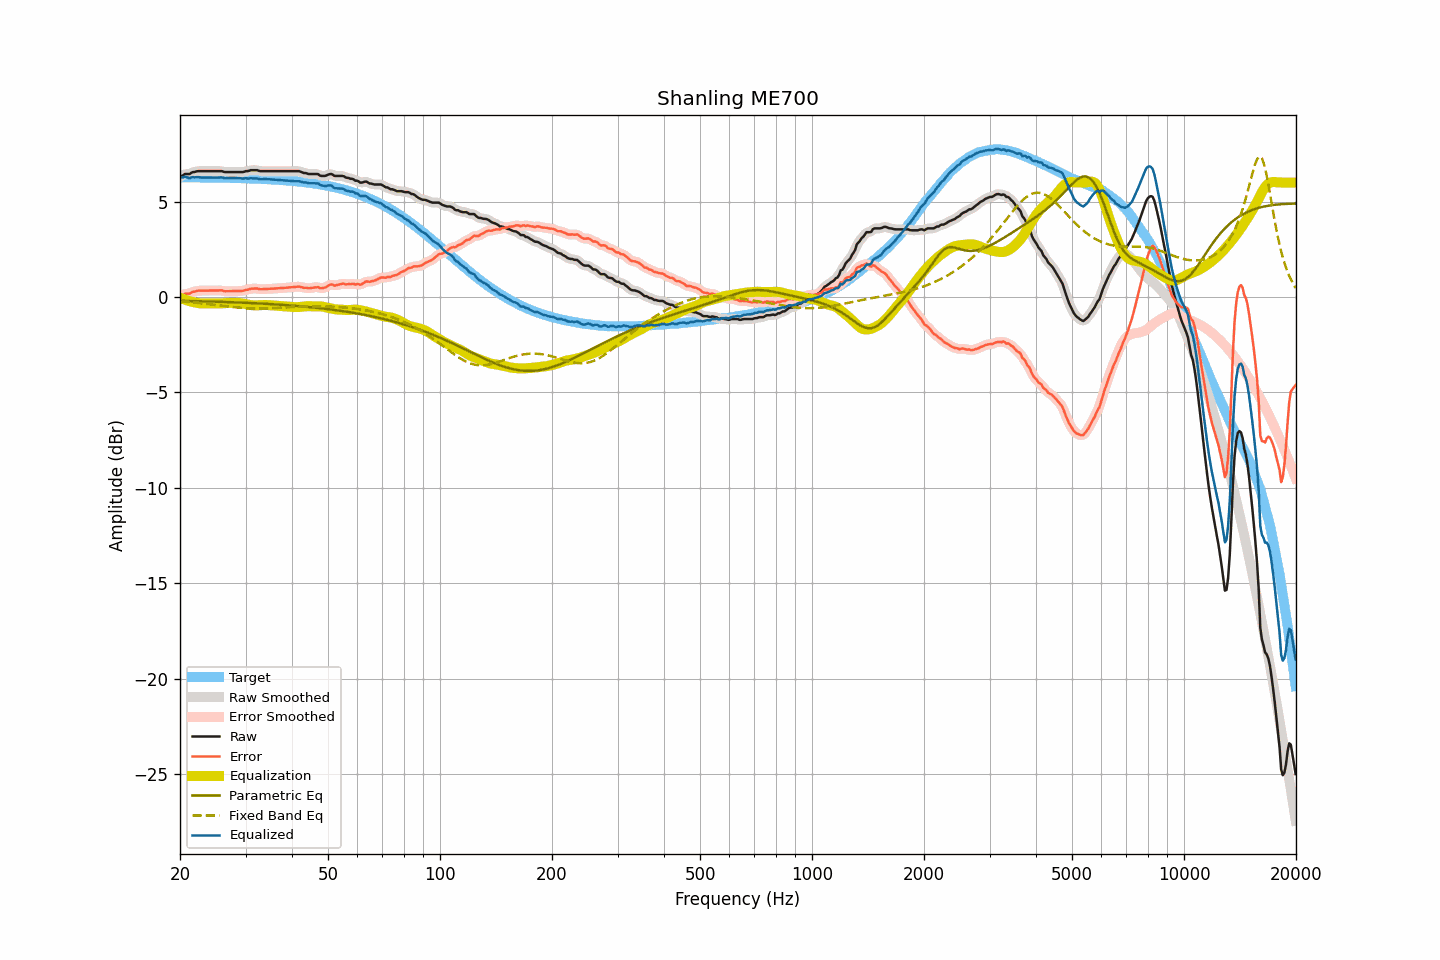 Shanling ME700
Amplitude (dBr)
5
0
−5
−10
−15
−20
−25
Target
Raw Smoothed
Error Smoothed
Raw
Error
Equalization
Parametric Eq
Fixed Band Eq
Equalized
20 50 100 200 500 1000 2000 5000 10000 20000
Frequency (Hz)